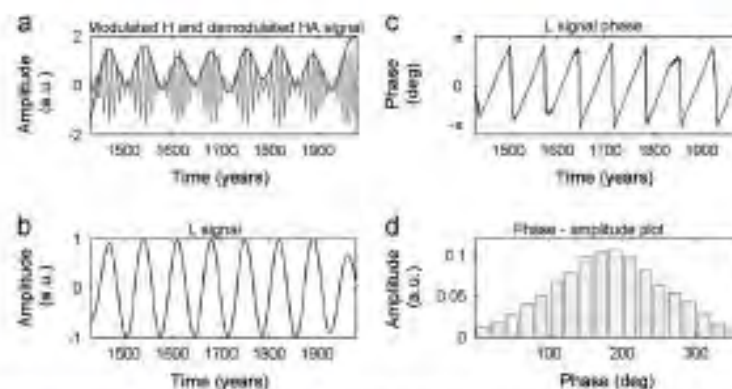 a
Modulated H and demodulated HA signal
2
0
-2
Amplitude
(a.u.)
1500 1600 1700 1800 1900
Time (years)
b
L signal
1
0
-1
Amplitude
(a.u.)
1500 1600 1700 1800 1900
Time (years)
c
L signal phase
0
Phase
(deg)
1500 1600 1700 1800 1900
Time (years)
d
Phase - amplitude plot
0.1
0.05
0
Amplitude
(a.u.)
100 200 300
Phase (deg)